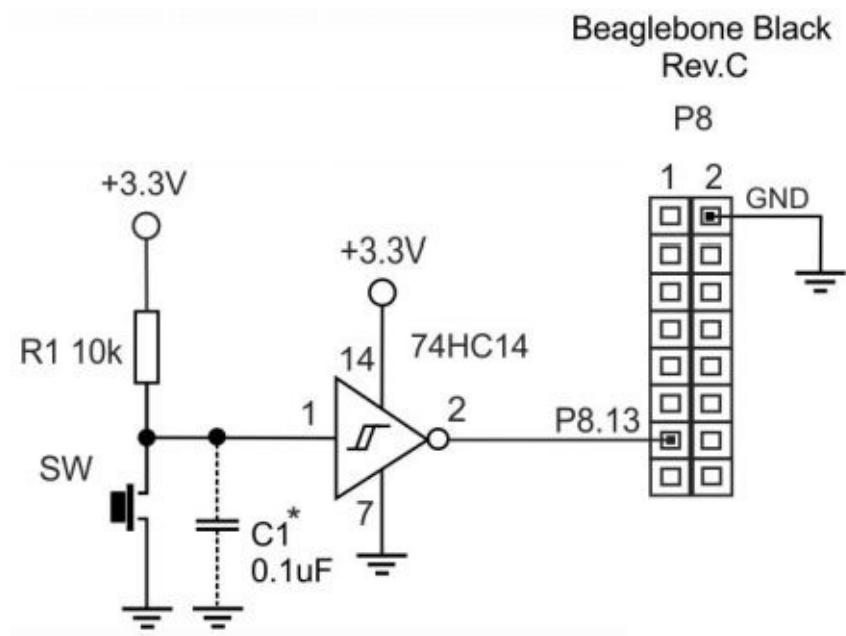 Beaglebone Black
Rev.C
P8
1 2
GND
+3.3V
+3.3V
R1 10k
14
74HC14
1
2
P8.13
SW
7
C1*
0.1uF